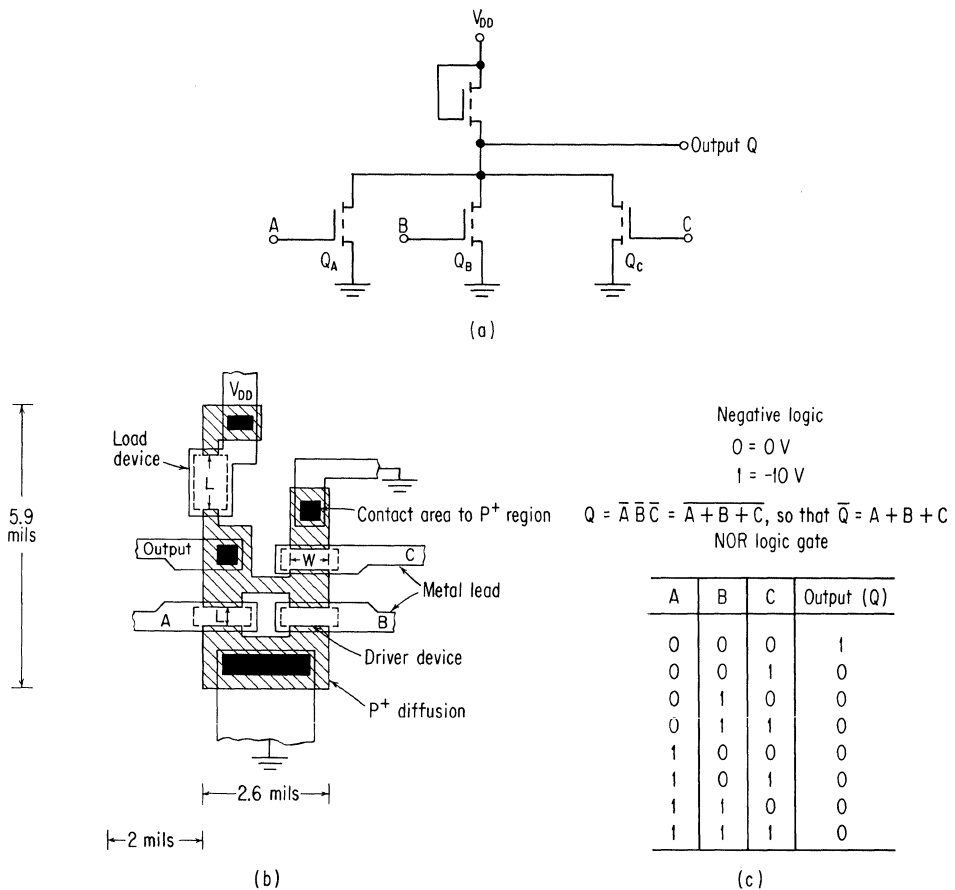 V_DD
Output Q
A
B
C
Q_A
Q_B
Q_C
(a)
V_DD
Load
device
L
5.9
mils
Contact area to P⁺ region
Output
W
C
Metal lead
A
L
B
Driver device
P⁺ diffusion
2.6 mils
2 mils
(b)
Negative logic
0 = 0 V
1 = -10 V
Q = A̅ B̅ C̅ = \overline{A + B + C}, so that Q̅ = A + B + C
NOR logic gate
A B C Output (Q)
0 0 0 1
0 0 1 0
0 1 0 0
0 1 1 0
1 0 0 0
1 0 1 0
1 1 0 0
1 1 1 0
(c)